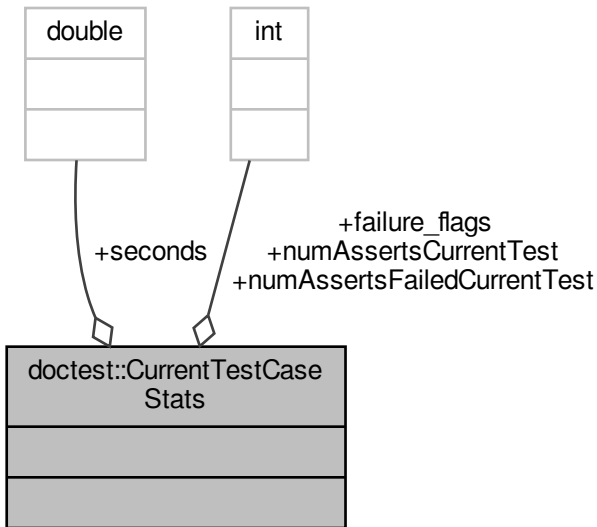 double
int
+seconds
+failure_flags
+numAssertsCurrentTest
+numAssertsFailedCurrentTest
doctest::CurrentTestCase
Stats